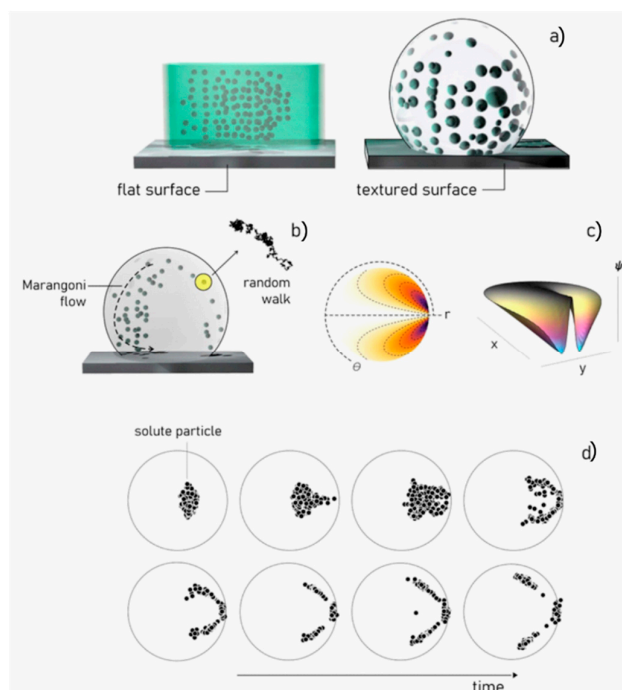 a)
flat surface
textured surface
b)
Marangoni
flow
random
walk
c)
r
θ
ψ
x
y
solute particle
d)
time